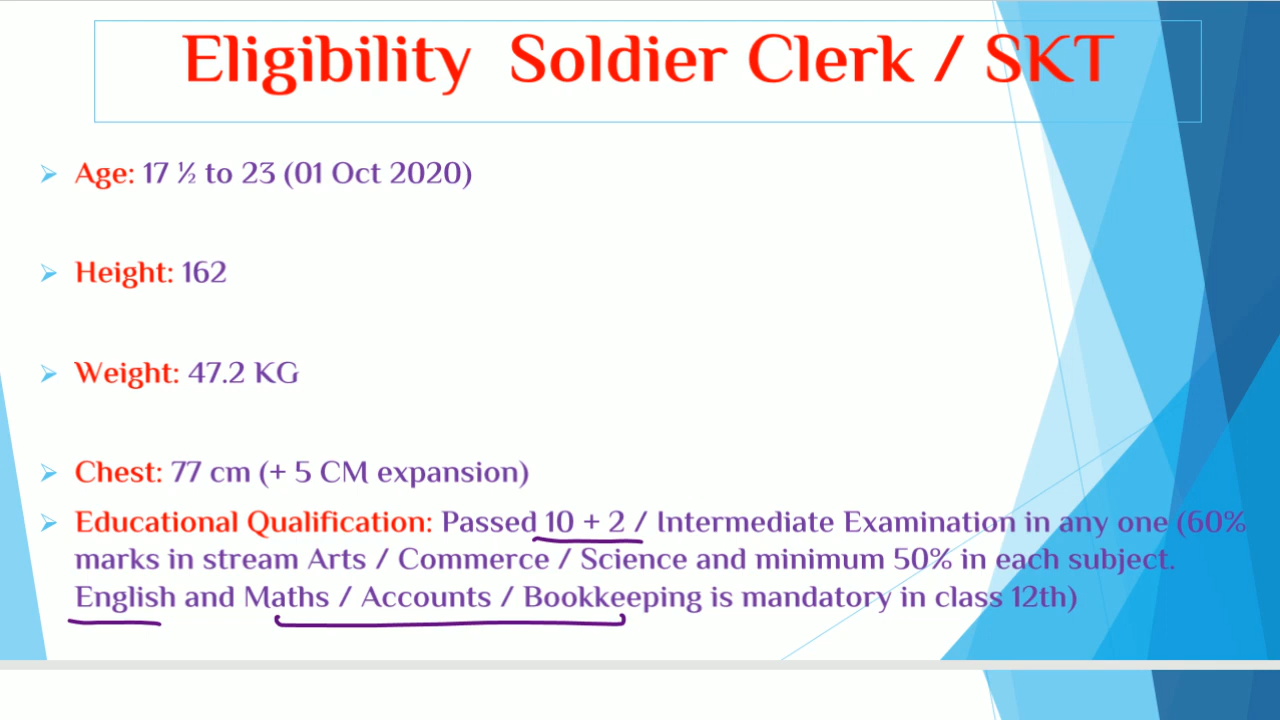 Eligibility Soldier Clerk / SKT
Age: 17 ½ to 23 (01 Oct 2020)
Height: 162
Weight: 47.2 KG
Chest: 77 cm (+ 5 CM expansion)
Educational Qualification: Passed 10 + 2 / Intermediate Examination in any one (60%
marks in stream Arts / Commerce / Science and minimum 50% in each subject.
English and Maths / Accounts / Bookkeeping is mandatory in class 12th)